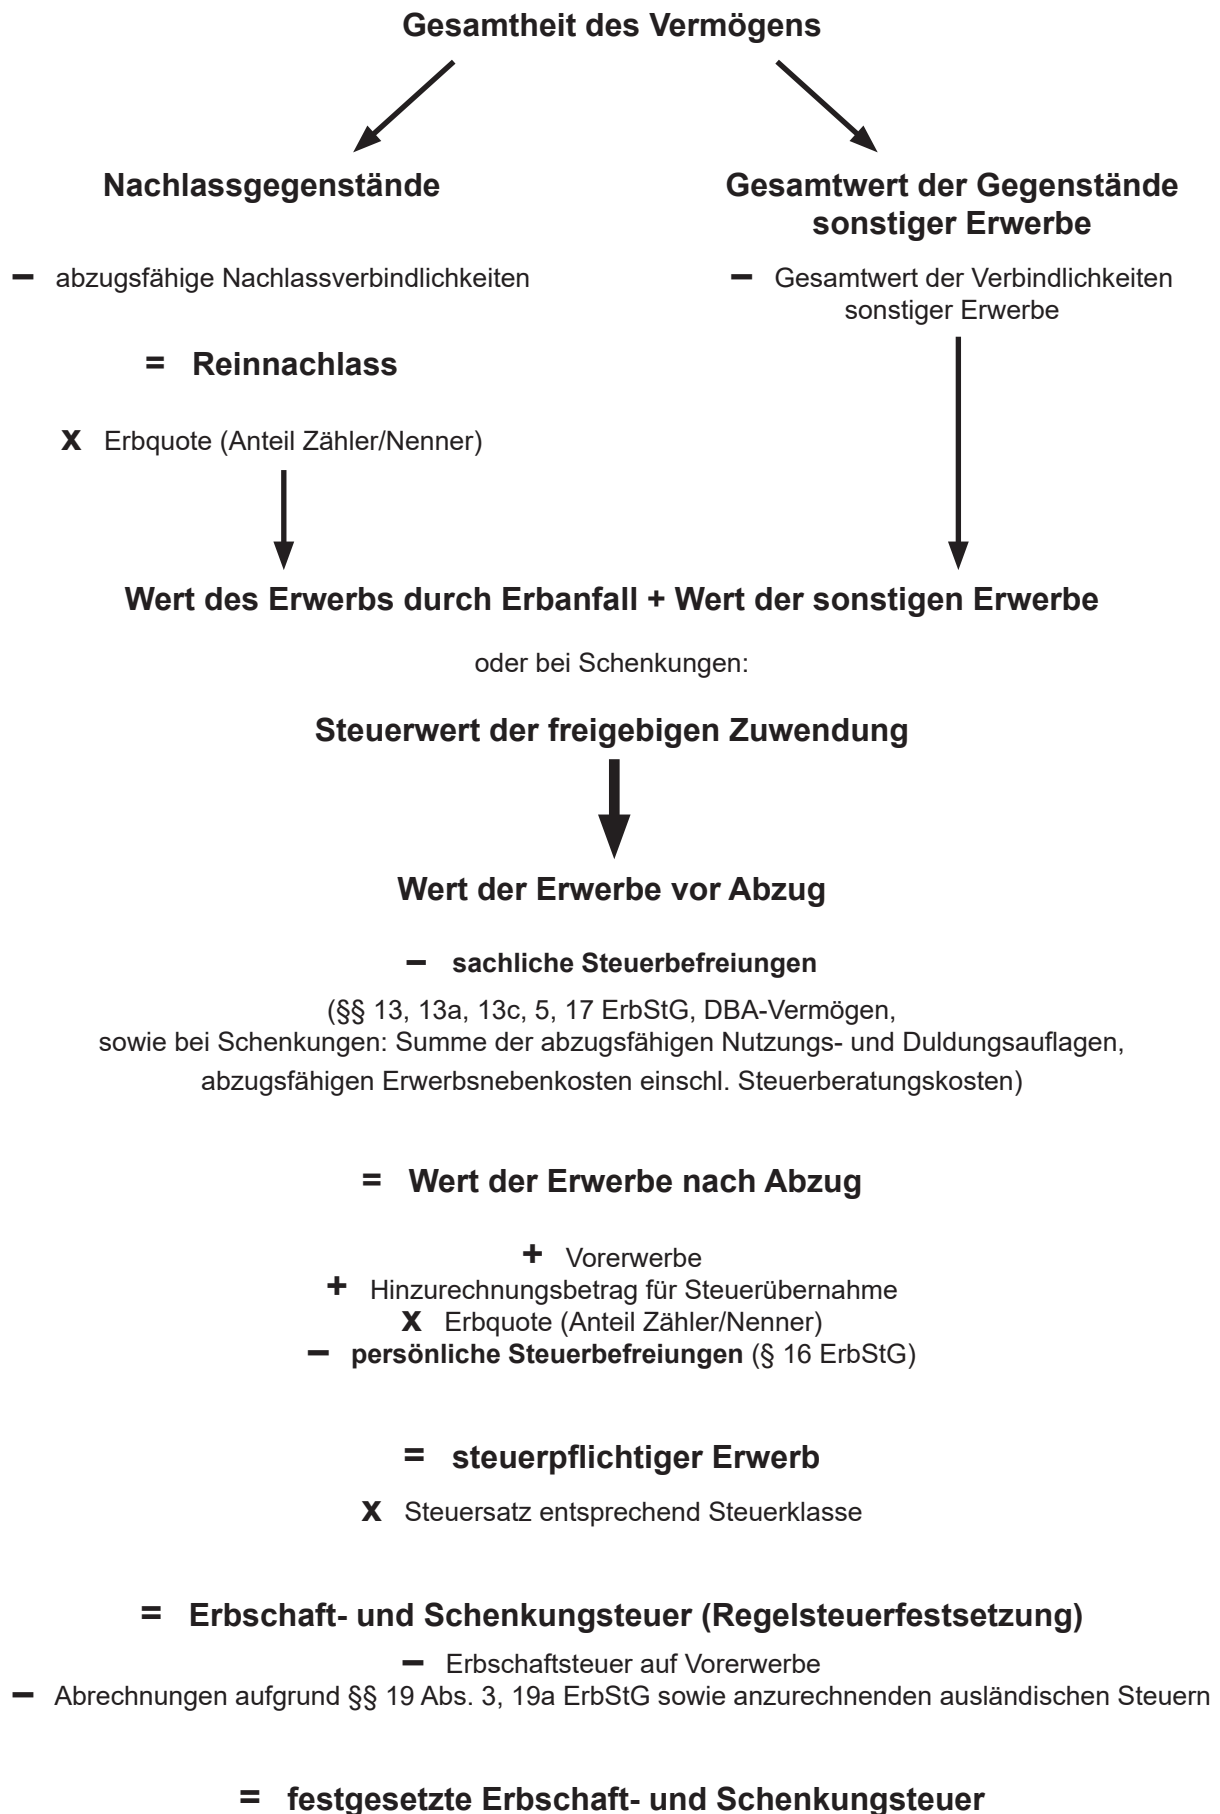 Gesamtheit des Vermögens
Nachlassgegenstände
− abzugsfähige Nachlassverbindlichkeiten
= Reinnachlass
x Erbquote (Anteil Zähler/Nenner)
Gesamtwert der Gegenstände
sonstiger Erwerbe
− Gesamtwert der Verbindlichkeiten
sonstiger Erwerbe
Wert des Erwerbs durch Erbanfall + Wert der sonstigen Erwerbe
oder bei Schenkungen:
Steuerwert der freigebigen Zuwendung
Wert der Erwerbe vor Abzug
− sachliche Steuerbefreiungen
(§§ 13, 13a, 13c, 5, 17 ErbStG, DBA-Vermögen,
sowie bei Schenkungen: Summe der abzugsfähigen Nutzungs- und Duldungsauflagen,
abzugsfähigen Erwerbsnebenkosten einschl. Steuerberatungskosten)
= Wert der Erwerbe nach Abzug
+ Vorerwerbe
+ Hinzurechnungsbetrag für Steuerübernahme
x Erbquote (Anteil Zähler/Nenner)
− persönliche Steuerbefreiungen (§ 16 ErbStG)
= steuerpflichtiger Erwerb
x Steuersatz entsprechend Steuerklasse
= Erbschaft- und Schenkungsteuer (Regelsteuerfestsetzung)
− Erbschaftsteuer auf Vorerwerbe
− Abrechnungen aufgrund §§ 19 Abs. 3, 19a ErbStG sowie anzurechnenden ausländischen Steuern
= festgesetzte Erbschaft- und Schenkungsteuer